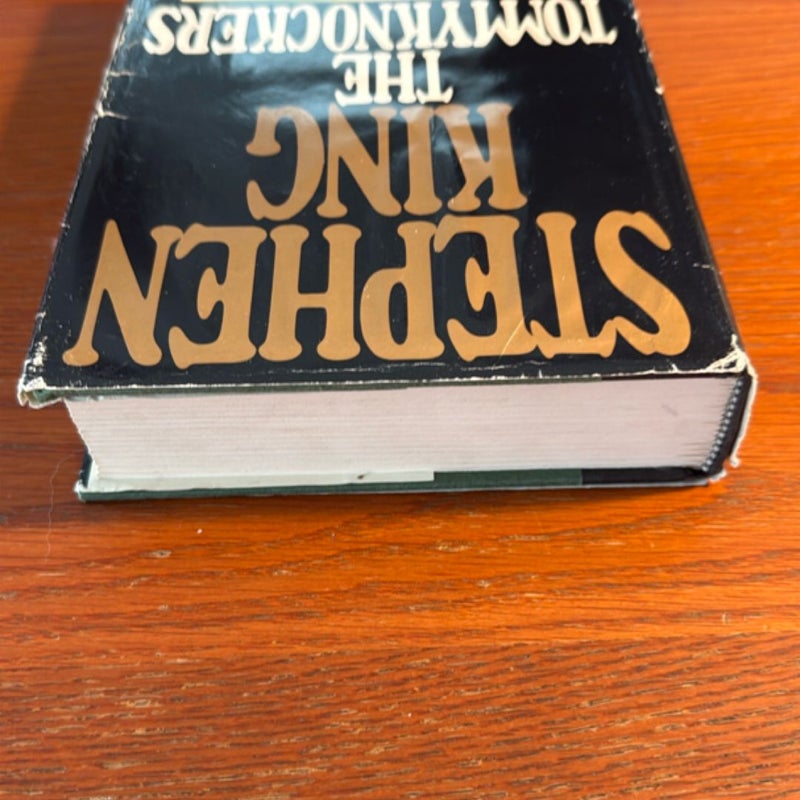 STEPHEN
KING
THE
TOMMYKNOCKERS